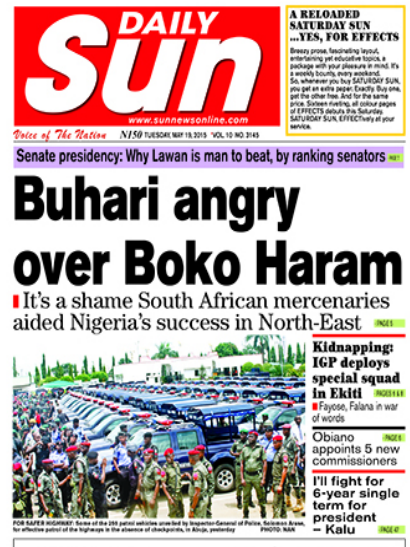 DAILY
Sun
www.sunnewsonline.com
A RELOADED
SATURDAY SUN
...YES, FOR EFFECTS
Breezy prose, fascinating layout,
entertaining yet educative topics, a
package with your pleasure in mind. It's
a weekly bounty, every weekend.
So, whenever you buy SATURDAY SUN,
you get an extra paper. Exactly. Buy one,
get the other free. And for the same
price. Sixteen riveting, all colour pages
of EFFECTS debuts this Saturday.
SATURDAY SUN, EFFECTively at your
service.
Voice of The Nation
N150 TUESDAY, MAY 19, 2015 VOL. 10 NO. 3145
Senate presidency: Why Lawan is man to beat, by ranking senators
Buhari angry
over Boko Haram
It's a shame South African mercenaries
aided Nigeria's success in North-East PAGE 5
Kidnapping:
IGP deploys
special squad
in Ekiti PAGES 6 & 8
Fayose, Falana in war
of words
Obiano PAGE 6
appoints 5 new
commissioners
I'll fight for
6-year single
term for
president
– Kalu PAGE 47
FOR SAFER HIGHWAY: Some of the patrol vehicles unveiled by Inspector-General of Police, Solomon Arase,
for effective patrol of the highways in the absence of checkpoints, in Abuja, yesterday PHOTO: NAN